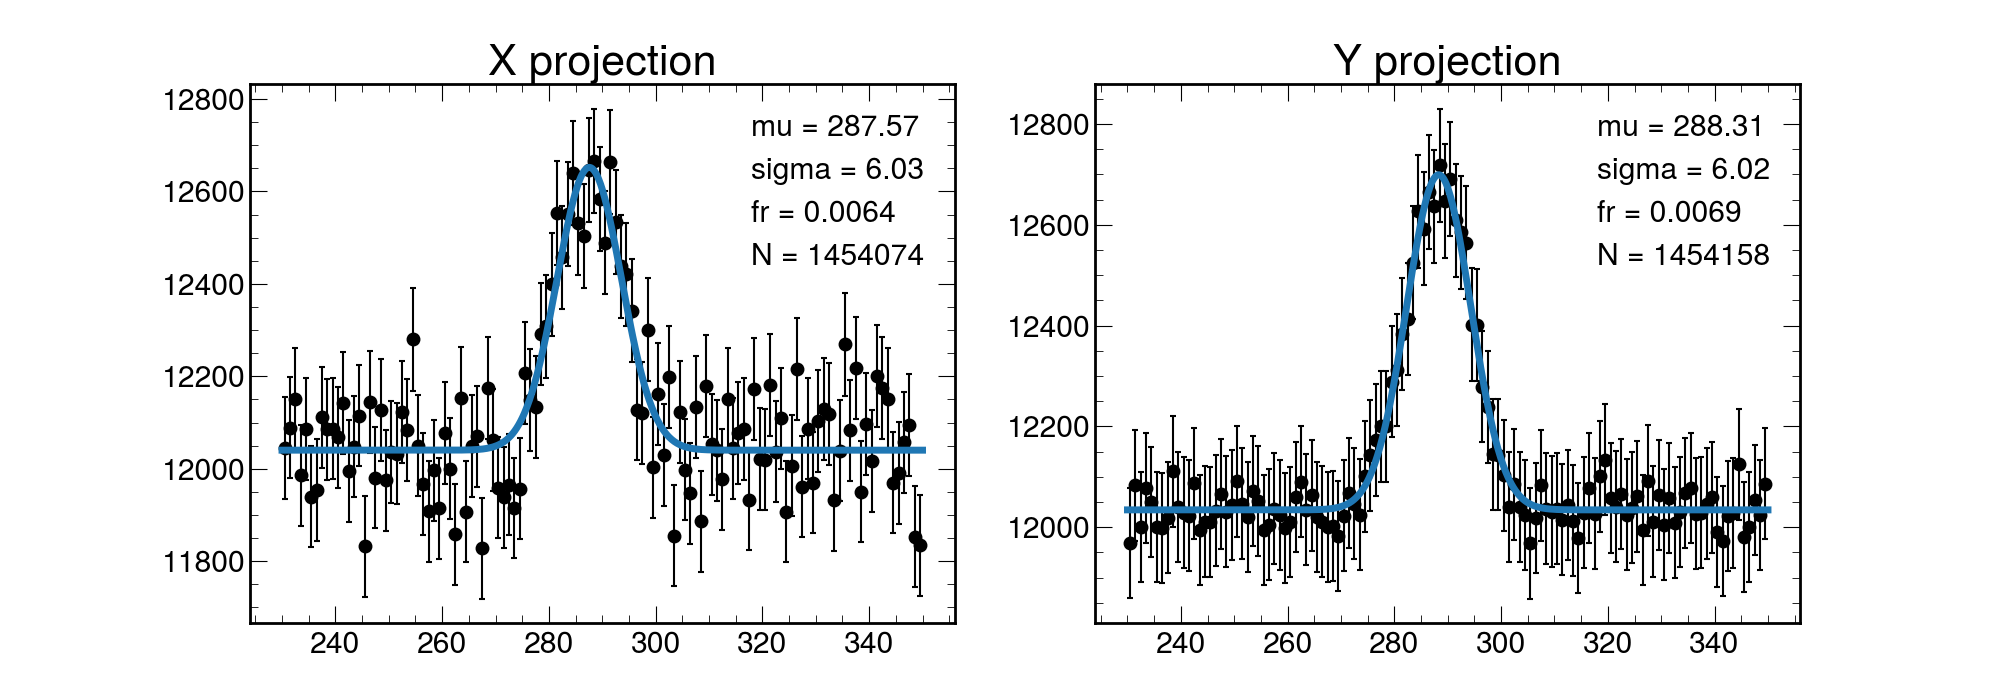 X projection
12800
12600
12400
12200
12000
11800
240 260 280 300 320 340
mu = 287.57
sigma = 6.03
fr = 0.0064
N = 1454074
Y projection
12800
12600
12400
12200
12000
240 260 280 300 320 340
mu = 288.31
sigma = 6.02
fr = 0.0069
N = 1454158